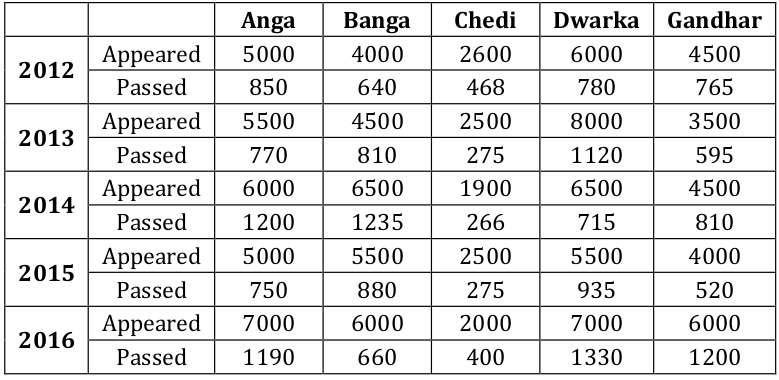 Anga Banga Chedi Dwarka Gandhar
2012 Appeared 5000 4000 2600 6000 4500
Passed 850 640 468 780 765
2013 Appeared 5500 4500 2500 8000 3500
Passed 770 810 275 1120 595
2014 Appeared 6000 6500 1900 6500 4500
Passed 1200 1235 266 715 810
2015 Appeared 5000 5500 2500 5500 4000
Passed 750 880 275 935 520
2016 Appeared 7000 6000 2000 7000 6000
Passed 1190 660 400 1330 1200